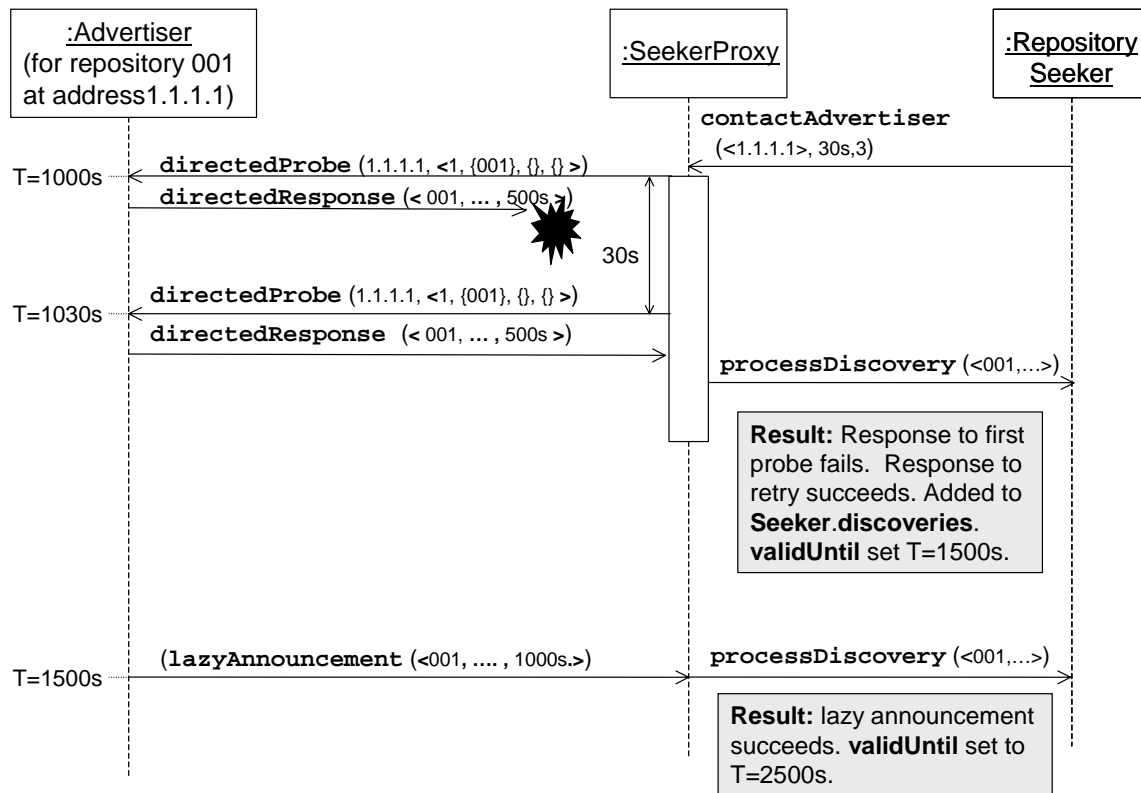 :Advertiser
(for repository 001
at address1.1.1.1)
:SeekerProxy
:Repository
Seeker
contactAdvertiser
(<1.1.1.1>, 30s,3)
directedProbe (1.1.1.1, <1, {001}, {}, {} >)
T=1000s
directedResponse (< 001, ... , 500s >)
30s
directedProbe (1.1.1.1, <1, {001}, {}, {} >)
T=1030s
directedResponse (< 001, ... , 500s >)
processDiscovery (<001,...>)
Result: Response to first
probe fails. Response to
retry succeeds. Added to
Seeker.discoveries.
validUntil set T=1500s.
(lazyAnnouncement (<001, .... , 1000s.>)
processDiscovery (<001,...>)
T=1500s
Result: lazy announcement
succeeds. validUntil set to
T=2500s.